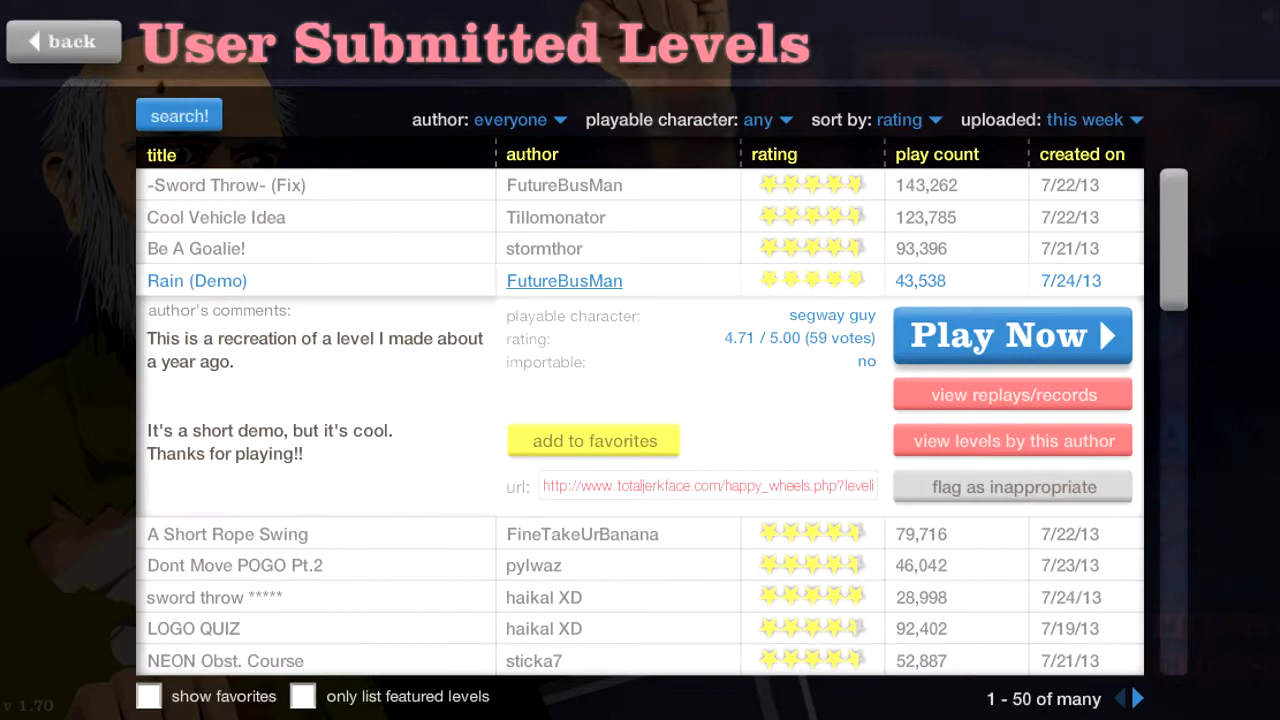 back
User Submitted Levels
search!
author: everyone playable character: any sort by: rating uploaded: this week
title author rating play count created on
-Sword Throw- (Fix) FutureBusMan 143,262 7/22/13
Cool Vehicle Idea Tillomonator 123,785 7/22/13
Be A Goalie! stormthor 93,396 7/21/13
Rain (Demo) FutureBusMan 43,538 7/24/13
author's comments:
This is a recreation of a level I made about
a year ago.
It's a short demo, but it's cool.
Thanks for playing!!
playable character: segway guy
rating: 4.71 / 5.00 (59 votes)
importable: no
add to favorites
url: http://www.totaljerkface.com/happy_wheels.php?leveli
Play Now
view replays/records
view levels by this author
flag as inappropriate
A Short Rope Swing FineTakeUrBanana 79,716 7/22/13
Dont Move POGO Pt.2 pylwaz 46,042 7/23/13
sword throw ***** haikal XD 28,998 7/24/13
LOGO QUIZ haikal XD 92,402 7/19/13
NEON Obst. Course sticka7 52,887 7/21/13
show favorites only list featured levels
1 - 50 of many
v 1.70